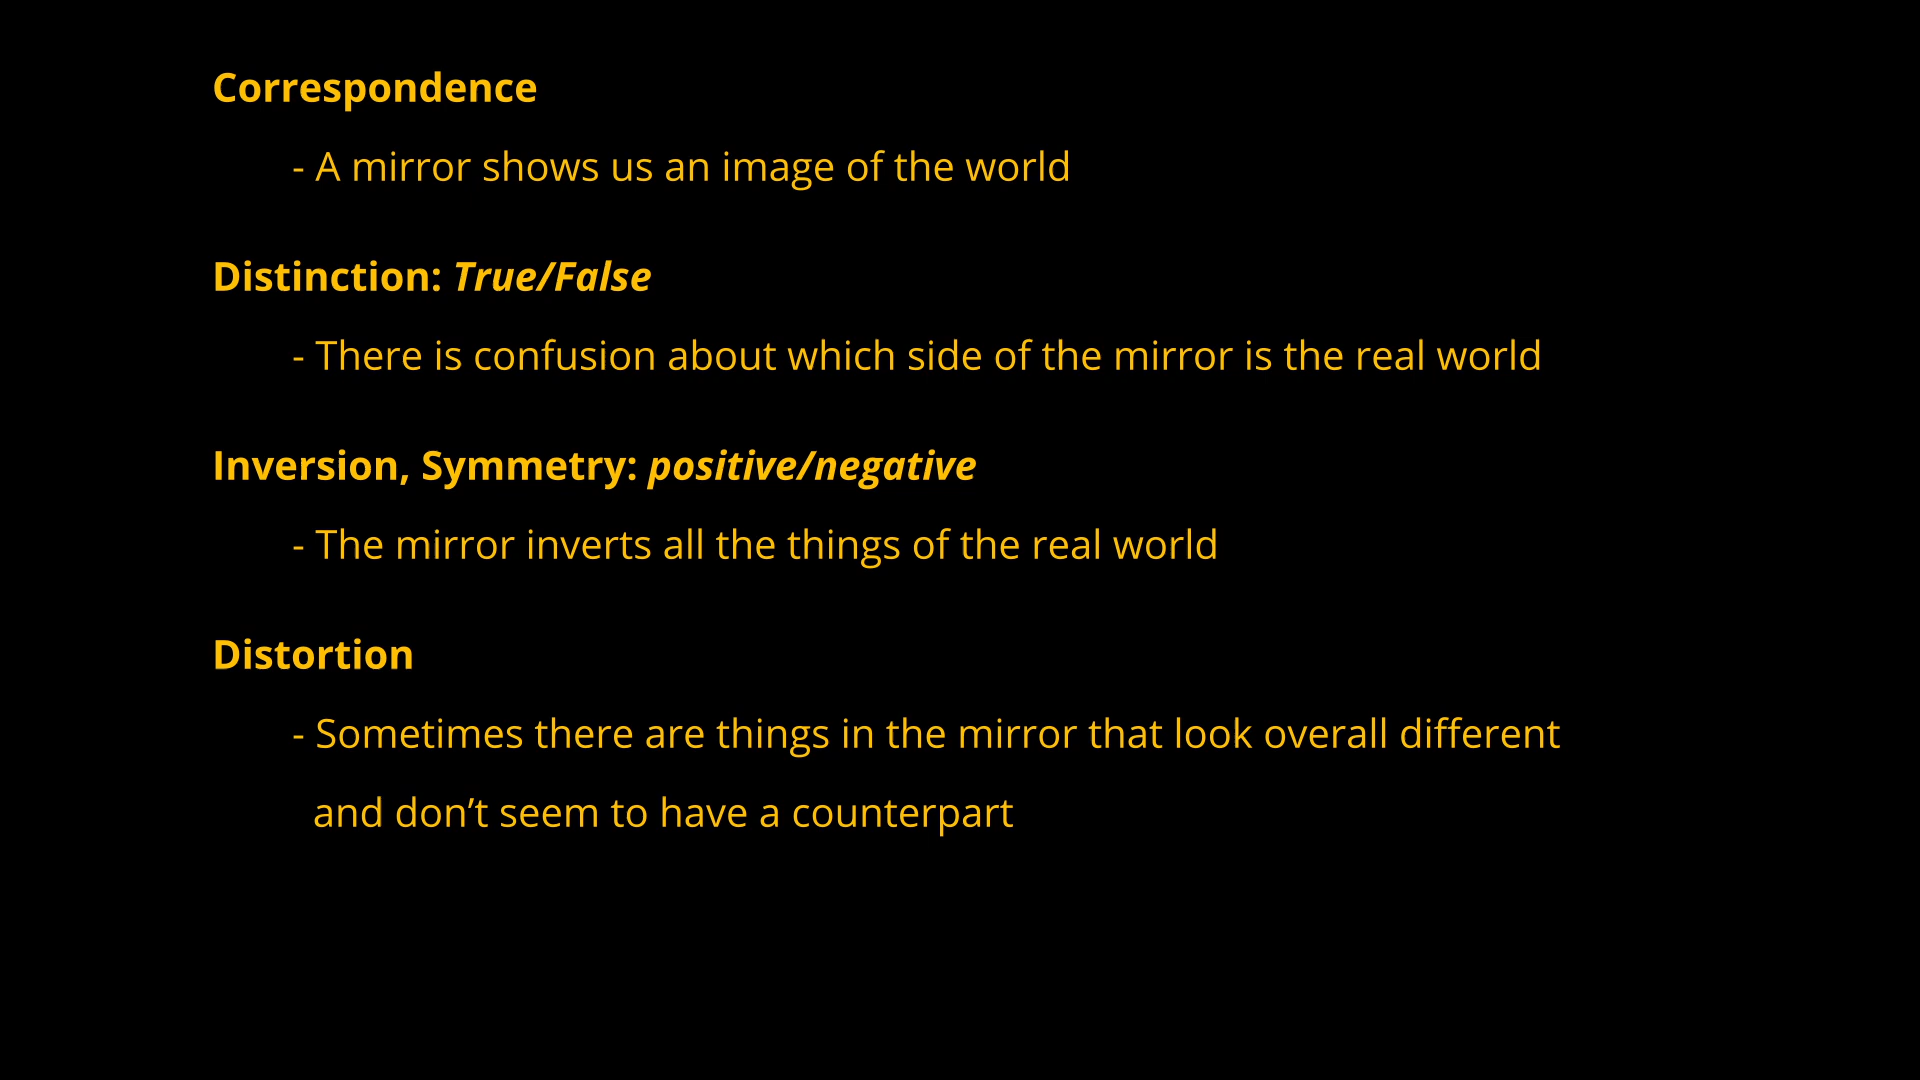 Correspondence
- A mirror shows us an image of the world
Distinction: True/False
- There is confusion about which side of the mirror is the real world
Inversion, Symmetry: positive/negative
- The mirror inverts all the things of the real world
Distortion
- Sometimes there are things in the mirror that look overall different
and don’t seem to have a counterpart